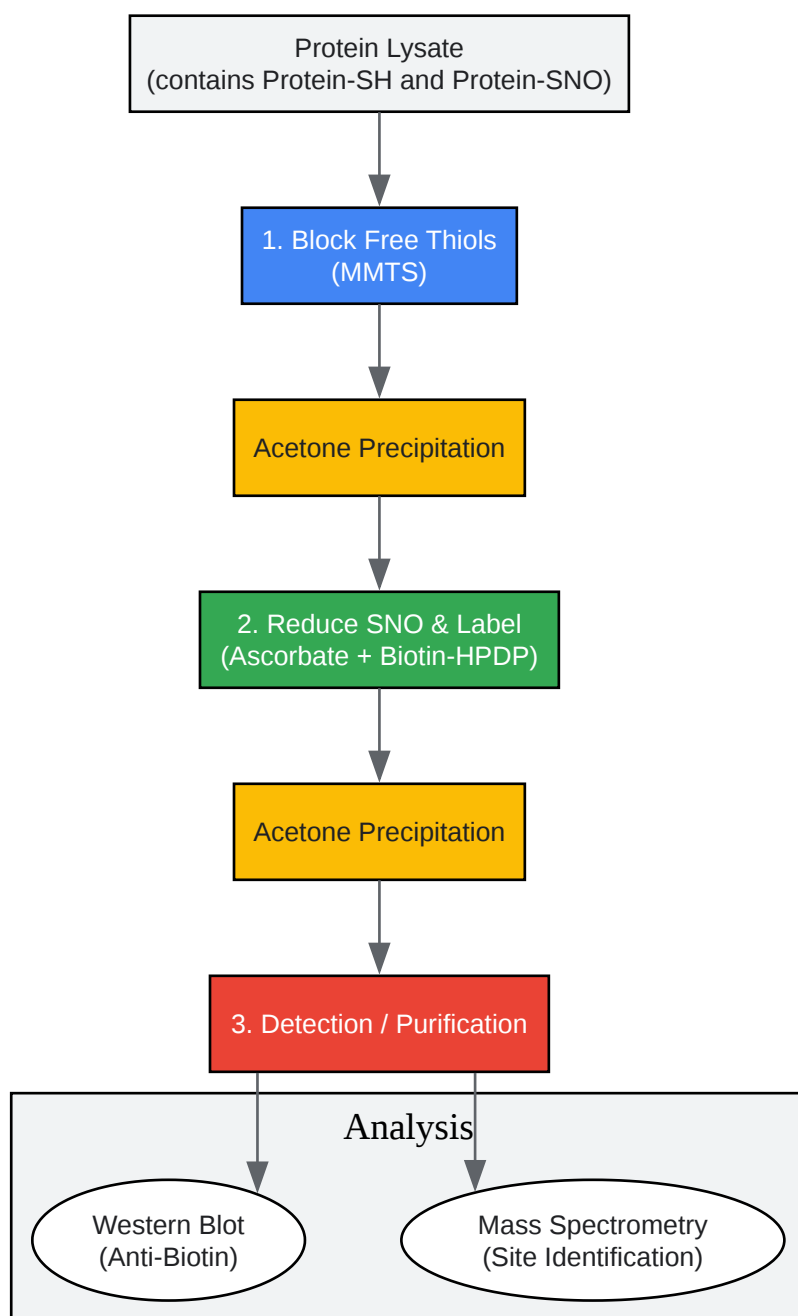 Protein Lysate
(contains Protein-SH and Protein-SNO)
1. Block Free Thiols
(MMTS)
Acetone Precipitation
2. Reduce SNO & Label
(Ascorbate + Biotin-HPDP)
Acetone Precipitation
3. Detection / Purification
Analysis
Western Blot
(Anti-Biotin)
Mass Spectrometry
(Site Identification)